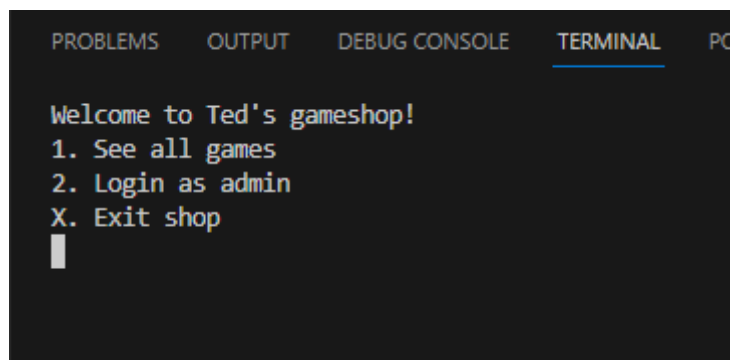 PROBLEMS OUTPUT DEBUG CONSOLE TERMINAL
Welcome to Ted's gameshop!
1. See all games
2. Login as admin
X. Exit shop